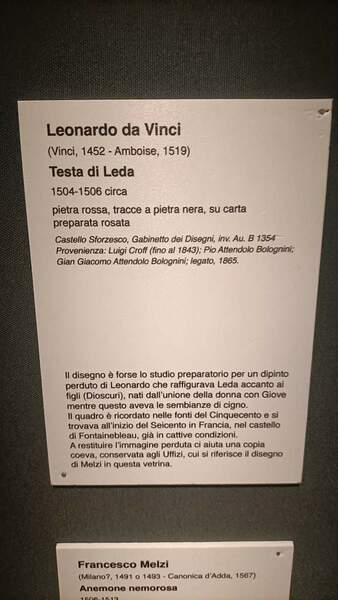 Leonardo da Vinci
(Vinci, 1452 - Amboise, 1519)
Testa di Leda
1504-1506 circa
pietra rossa, tracce a pietra nera, su carta
preparata rosata
Castello Sforzesco, Gabinetto dei Disegni, inv. Au. B 1354
Provenienza: Luigi Croff (fino al 1843); Pio Attendolo Bolognini;
Gian Giacomo Attendolo Bolognini; legato, 1865.
Il disegno è forse lo studio preparatorio per un dipinto
perduto di Leonardo che raffigurava Leda accanto ai
figli (Dioscuri), nati dall'unione della donna con Giove
mentre questo aveva le sembianze di cigno.
Il quadro è ricordato nelle fonti del Cinquecento e si
trovava all'inizio del Seicento in Francia, nel castello
di Fontainebleau, già in cattive condizioni.
A restituire l'immagine perduta ci aiuta una copia
coeva, conservata agli Uffizi, cui si riferisce il disegno
di Melzi in questa vetrina.
Francesco Melzi
(Milano?, 1491 o 1493 - Canonica d'Adda, 1567)
Anemone nemorosa